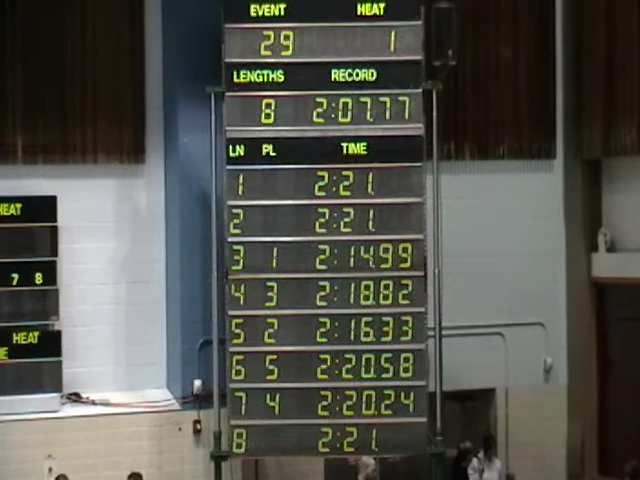 EVENT HEAT
29 1
LENGTHS RECORD
8 2:07.77
LN PL TIME
1 2:21.
2 2:21.
3 1 2:14.99
4 3 2:18.82
5 2 2:16.33
6 5 2:20.58
7 4 2:20.24
8 2:21.
HEAT
7 8
HEAT